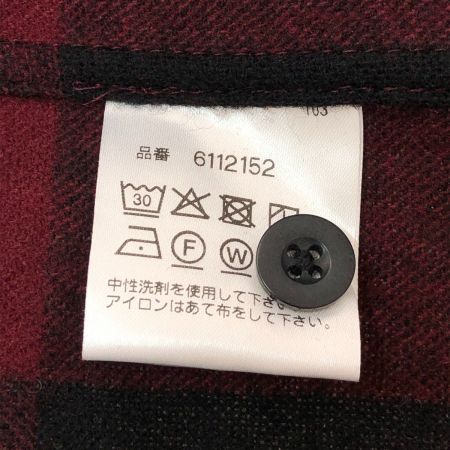 103
品番 6112152
30
F W
中性洗剤を使用して下さい
アイロンはあて布をして下さい